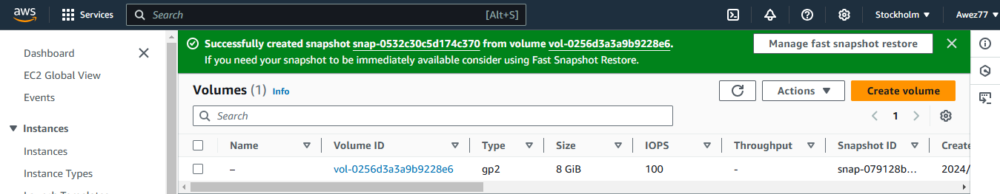 aws
Services
Search
[Alt+S]
Stockholm
Awez77
Dashboard
EC2 Global View
Events
Instances
Instances
Instance Types
Successfully created snapshot snap-0532c30c5d174c370 from volume vol-0256d3a3a9b9228e6.
If you need your snapshot to be immediately available consider using Fast Snapshot Restore.
Manage fast snapshot restore
Volumes (1) Info
Actions
Create volume
Search
1
Name Volume ID Type Size IOPS Throughput Snapshot ID Create
– vol-0256d3a3a9b9228e6 gp2 8 GiB 100 - snap-079128b... 2024/